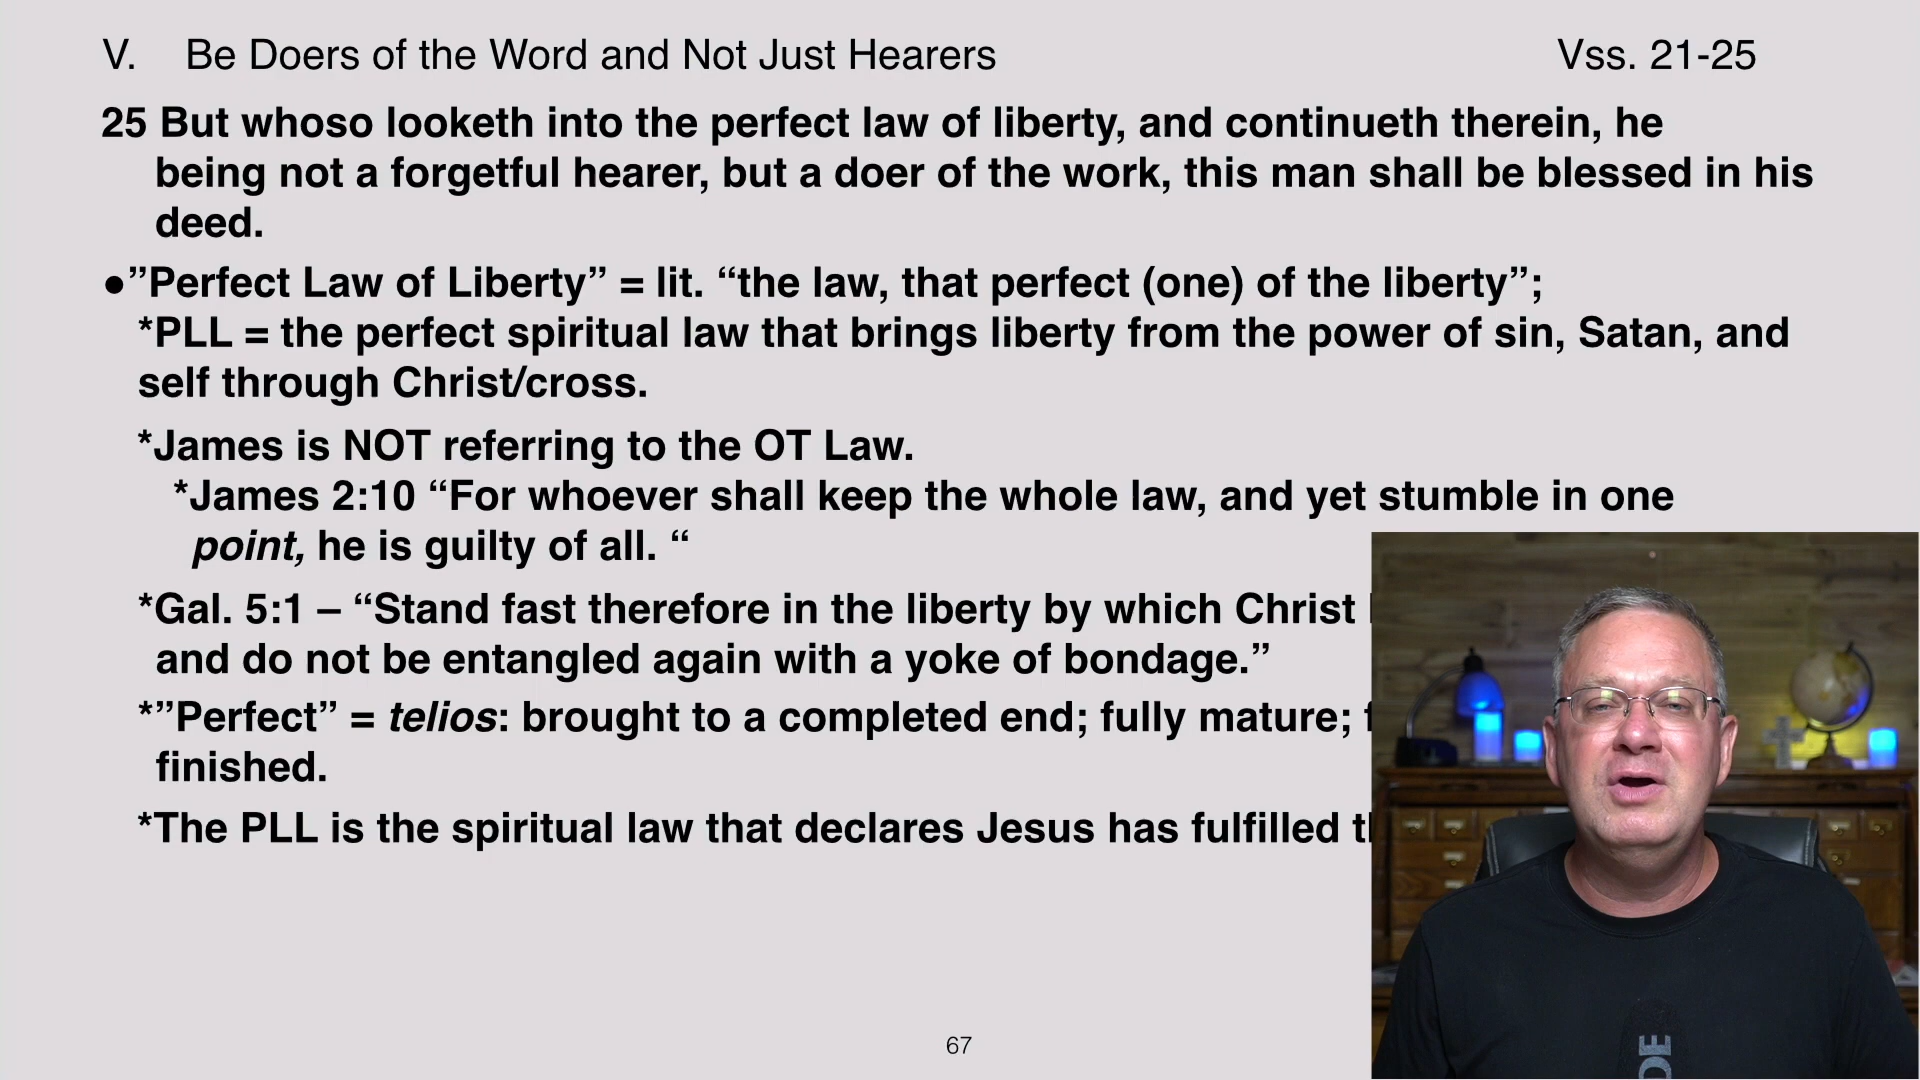 V. Be Doers of the Word and Not Just Hearers Vss. 21-25
25 But whoso looketh into the perfect law of liberty, and continueth therein, he
being not a forgetful hearer, but a doer of the work, this man shall be blessed in his
deed.
●”Perfect Law of Liberty” = lit. “the law, that perfect (one) of the liberty”;
*PLL = the perfect spiritual law that brings liberty from the power of sin, Satan, and
self through Christ/cross.
*James is NOT referring to the OT Law.
*James 2:10 “For whoever shall keep the whole law, and yet stumble in one
point, he is guilty of all. “
*Gal. 5:1 – “Stand fast therefore in the liberty by which Christ
and do not be entangled again with a yoke of bondage.”
*”Perfect” = telios: brought to a completed end; fully mature;
finished.
*The PLL is the spiritual law that declares Jesus has fulfilled
67